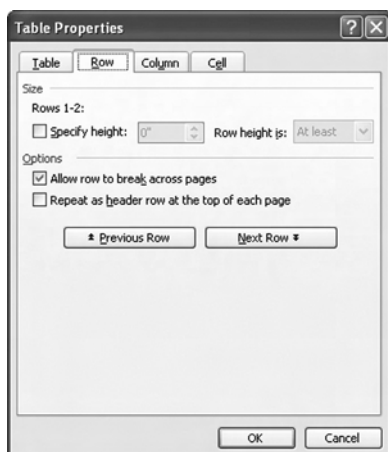 Table Properties
Table Row Column Cell
Size
Rows 1-2:
Specify height: 0" Row height is: At least
Options
Allow row to break across pages
Repeat as header row at the top of each page
Previous Row Next Row
OK Cancel